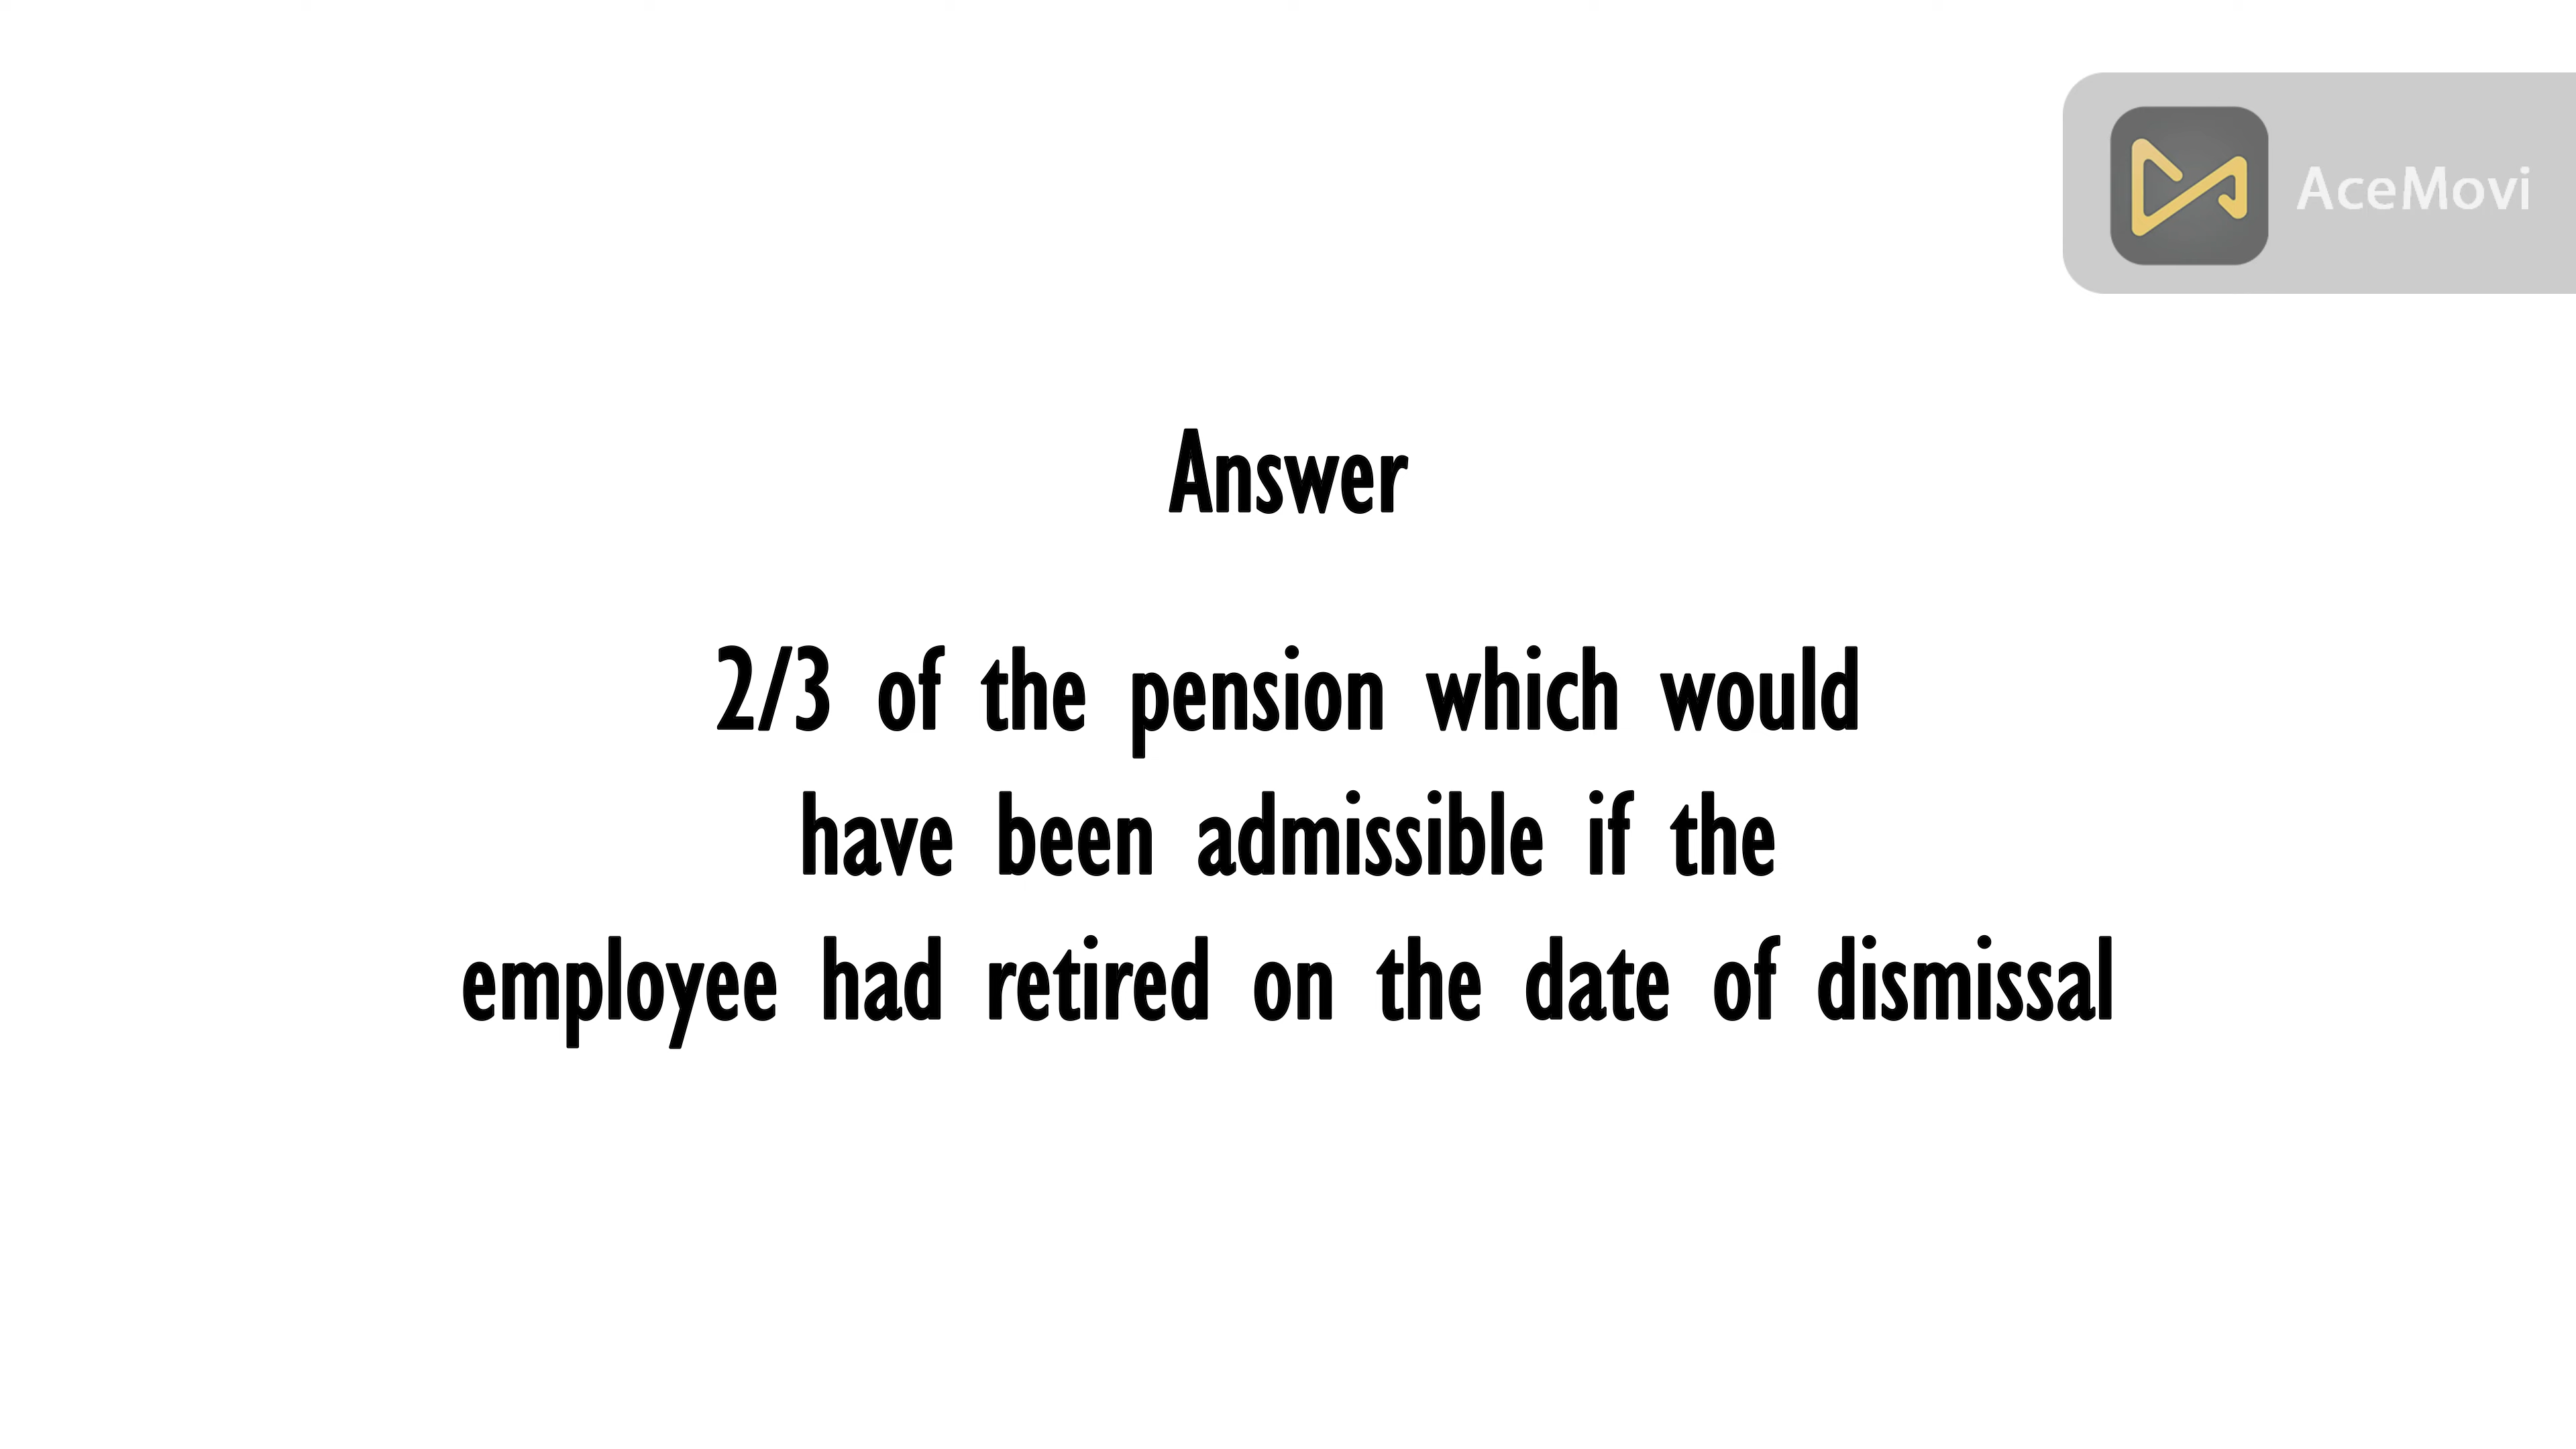 AceMovi
Answer
2/3 of the pension which would
have been admissible if the
employee had retired on the date of dismissal